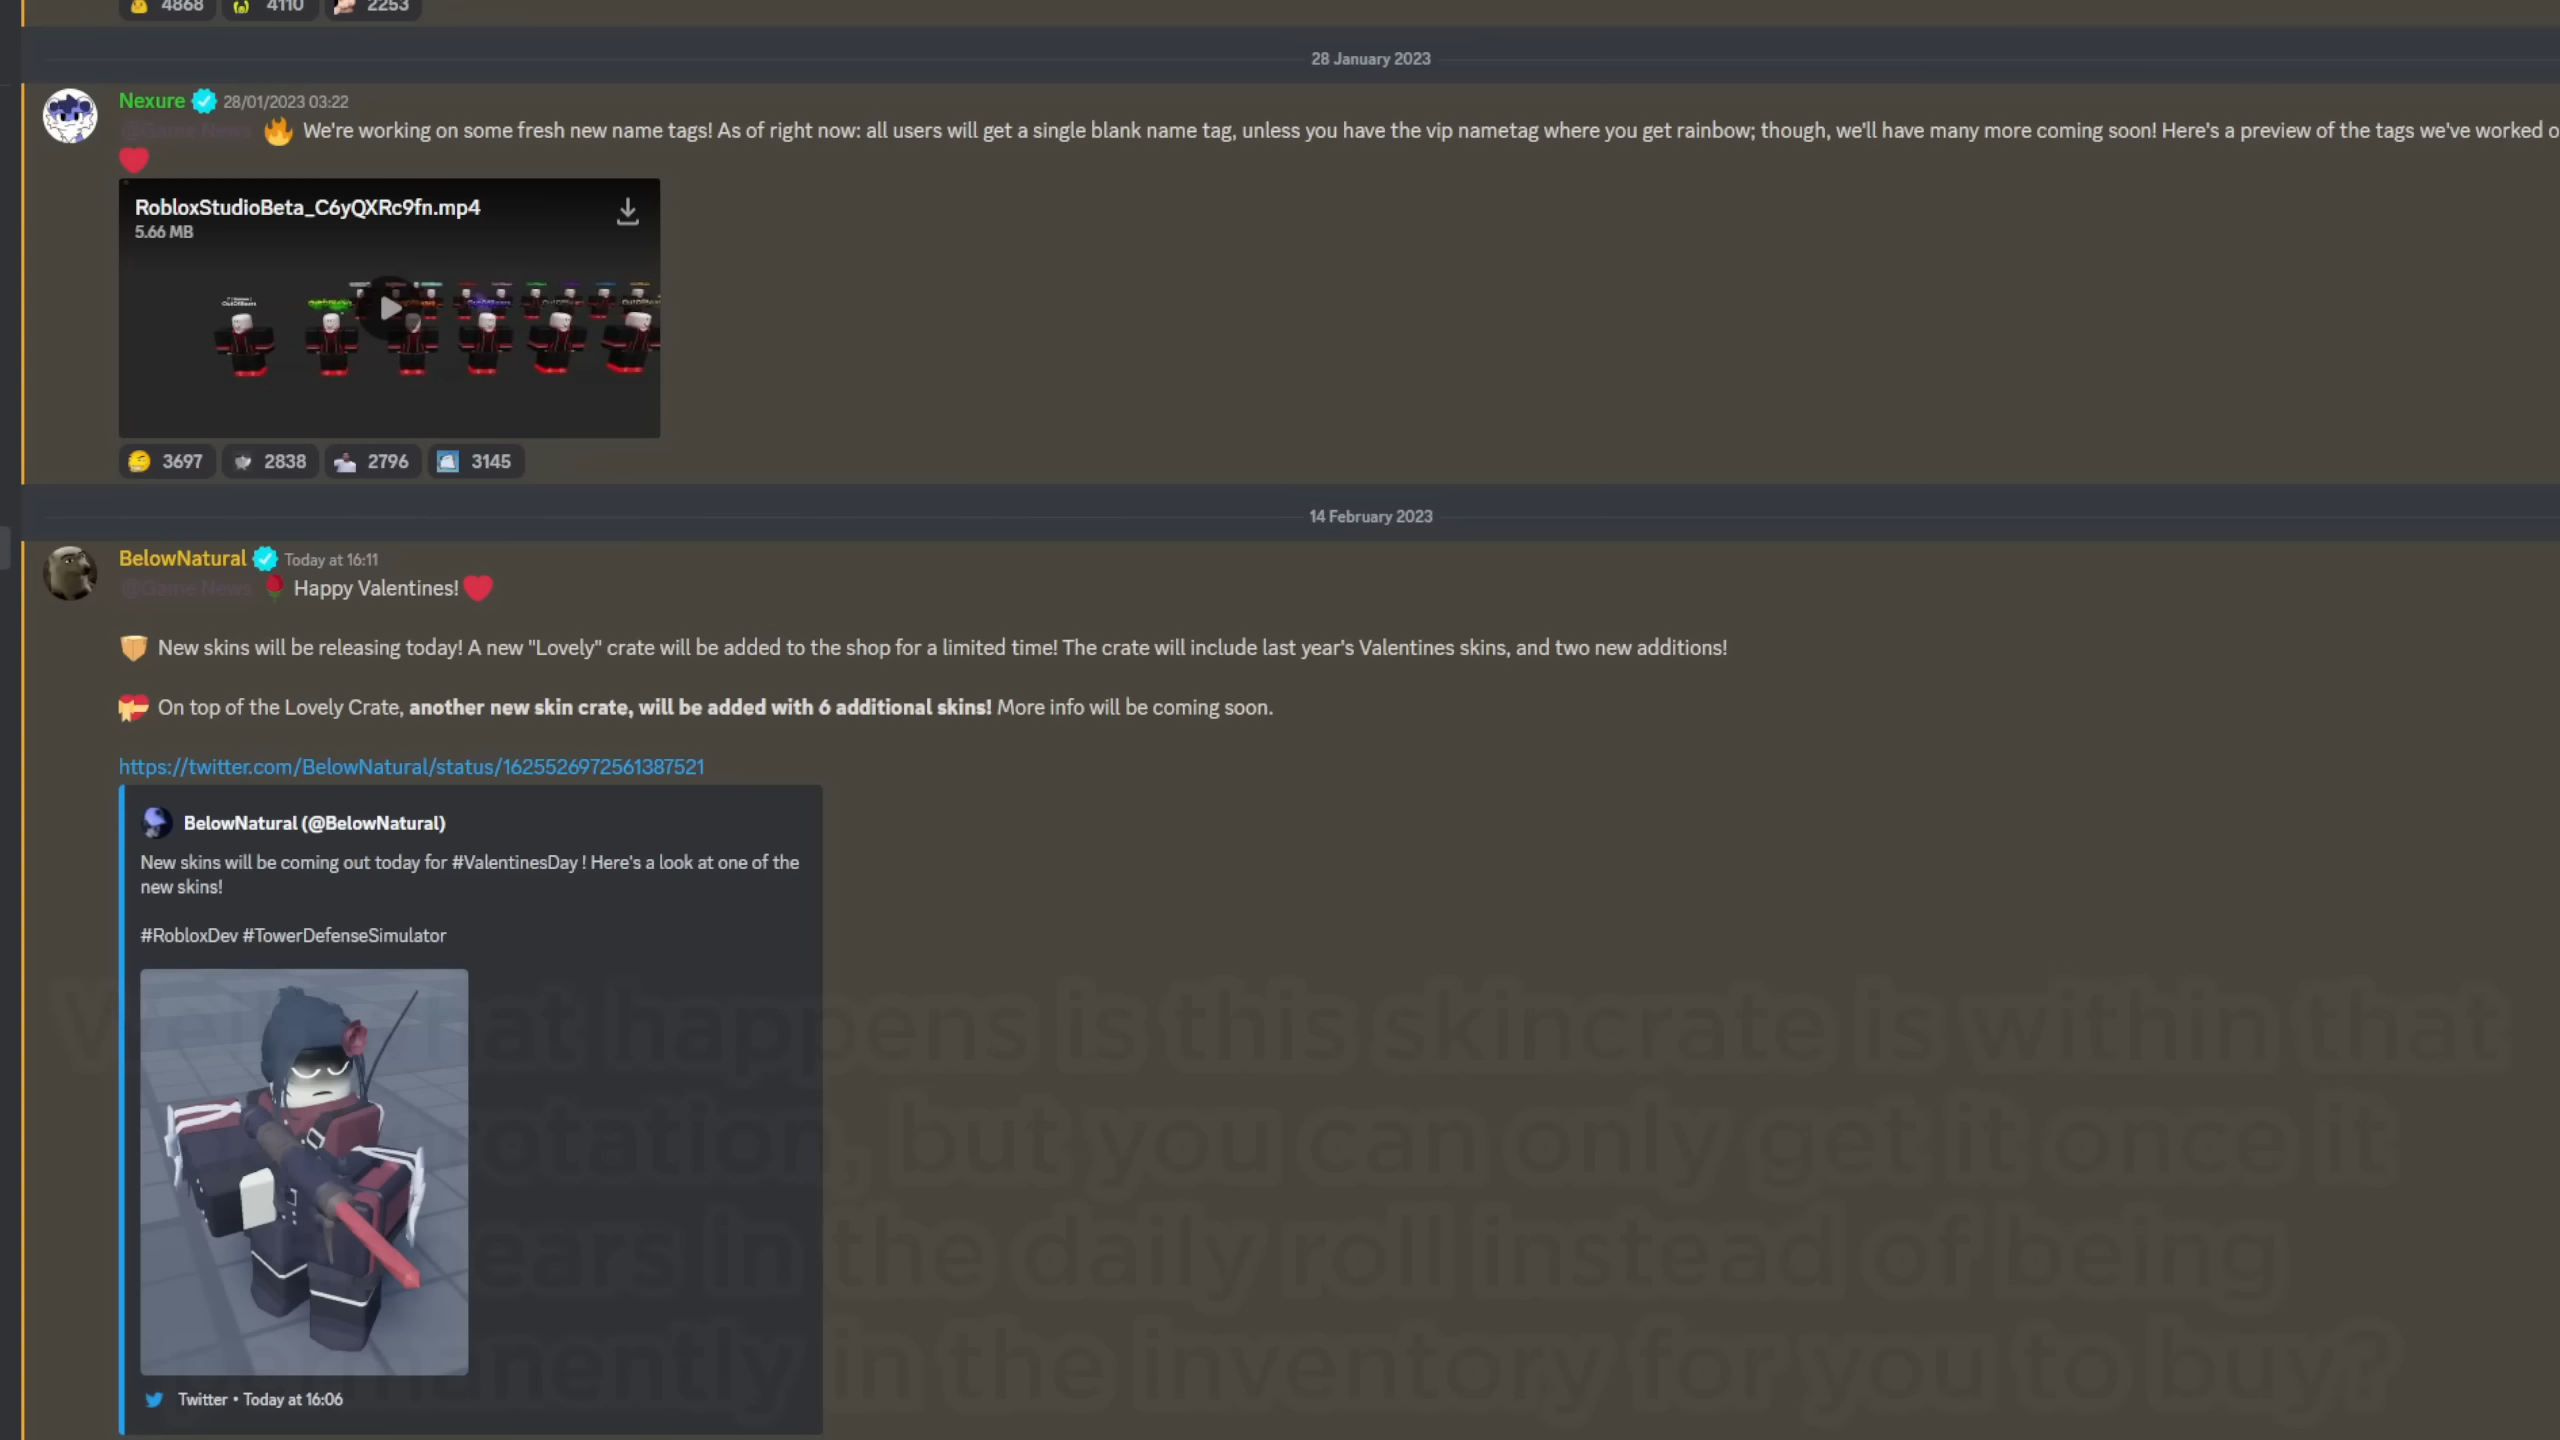 4868 4110 2253
28 January 2023
Nexure 28/01/2023 03:22
@Game News 🔥 We're working on some fresh new name tags! As of right now: all users will get a single blank name tag, unless you have the vip nametag where you get rainbow; though, we'll have many more coming soon! Here's a preview of the tags we've worked o
❤️
RobloxStudioBeta_C6yQXRc9fn.mp4
5.66 MB
3697 2838 2796 3145
14 February 2023
BelowNatural Today at 16:11
@Game News 🌹 Happy Valentines! ❤️
New skins will be releasing today! A new "Lovely" crate will be added to the shop for a limited time! The crate will include last year's Valentines skins, and two new additions!
💝 On top of the Lovely Crate, another new skin crate, will be added with 6 additional skins! More info will be coming soon.
https://twitter.com/BelowNatural/status/1625526972561387521
BelowNatural (@BelowNatural)
New skins will be coming out today for #ValentinesDay ! Here's a look at one of the
new skins!
#RobloxDev #TowerDefenseSimulator
happens is this skincrate is within that
but you can only get it once it
in the daily roll instead of being
in the inventory for you to buy?
Twitter • Today at 16:06